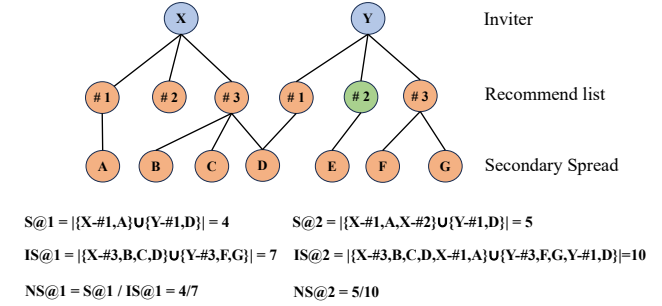 X Y Inviter
# 1 # 2 # 3 # 1 # 2 # 3 Recommend list
A B C D E F G Secondary Spread
S@1 = |{X-#1,A}∪{Y-#1,D}| = 4 S@2 = |{X-#1,A,X-#2}∪{Y-#1,D}| = 5
IS@1 = |{X-#3,B,C,D}∪{Y-#3,F,G}| = 7 IS@2 = |{X-#3,B,C,D,X-#1,A}∪{Y-#3,F,G,Y-#1,D}|=10
NS@1 = S@1 / IS@1 = 4/7 NS@2 = 5/10